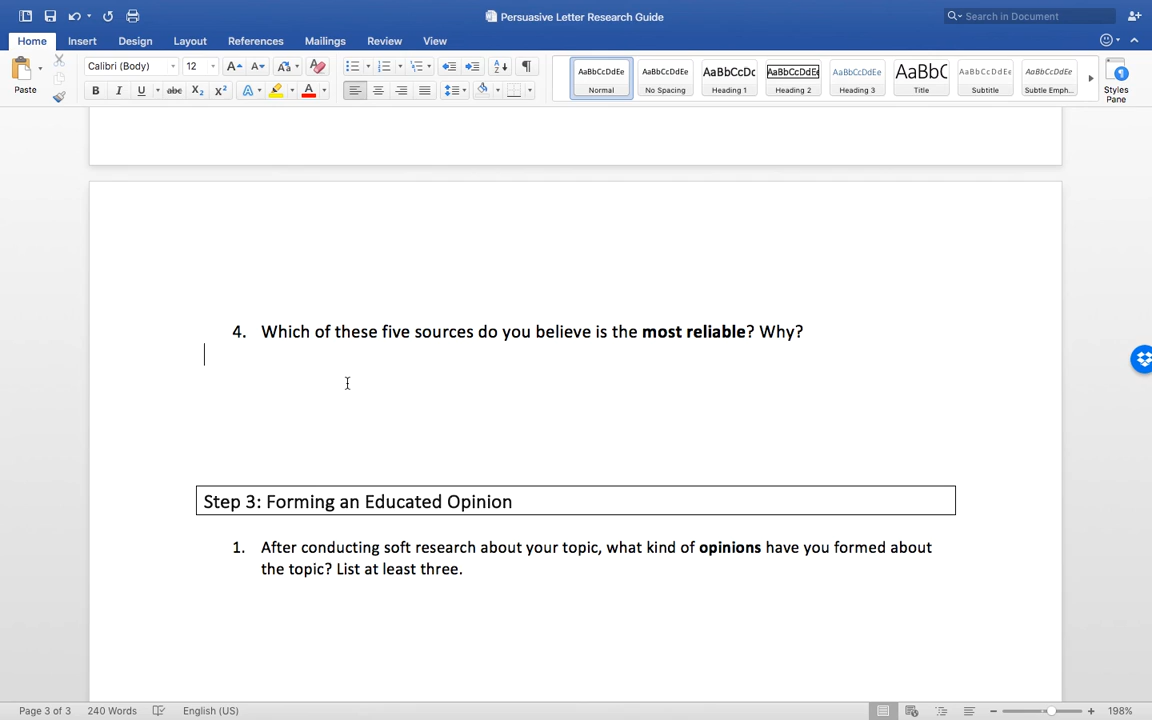 Persuasive Letter Research Guide
Search in Document
Home Insert Design Layout References Mailings Review View
Paste
Calibri (Body) 12
B I U abc X₂ X² A A
AaBbCcDdEe AaBbCcDdEe AaBbCcDc AaBbCcDdEe AaBbCcDdEe AaBbC AaBbCcDdEe AaBbCcDdEe
Normal No Spacing Heading 1 Heading 2 Heading 3 Title Subtitle Subtle Emph...
Styles
Pane
4. Which of these five sources do you believe is the most reliable? Why?
Step 3: Forming an Educated Opinion
1. After conducting soft research about your topic, what kind of opinions have you formed about
the topic? List at least three.
Page 3 of 3 240 Words English (US) 198%